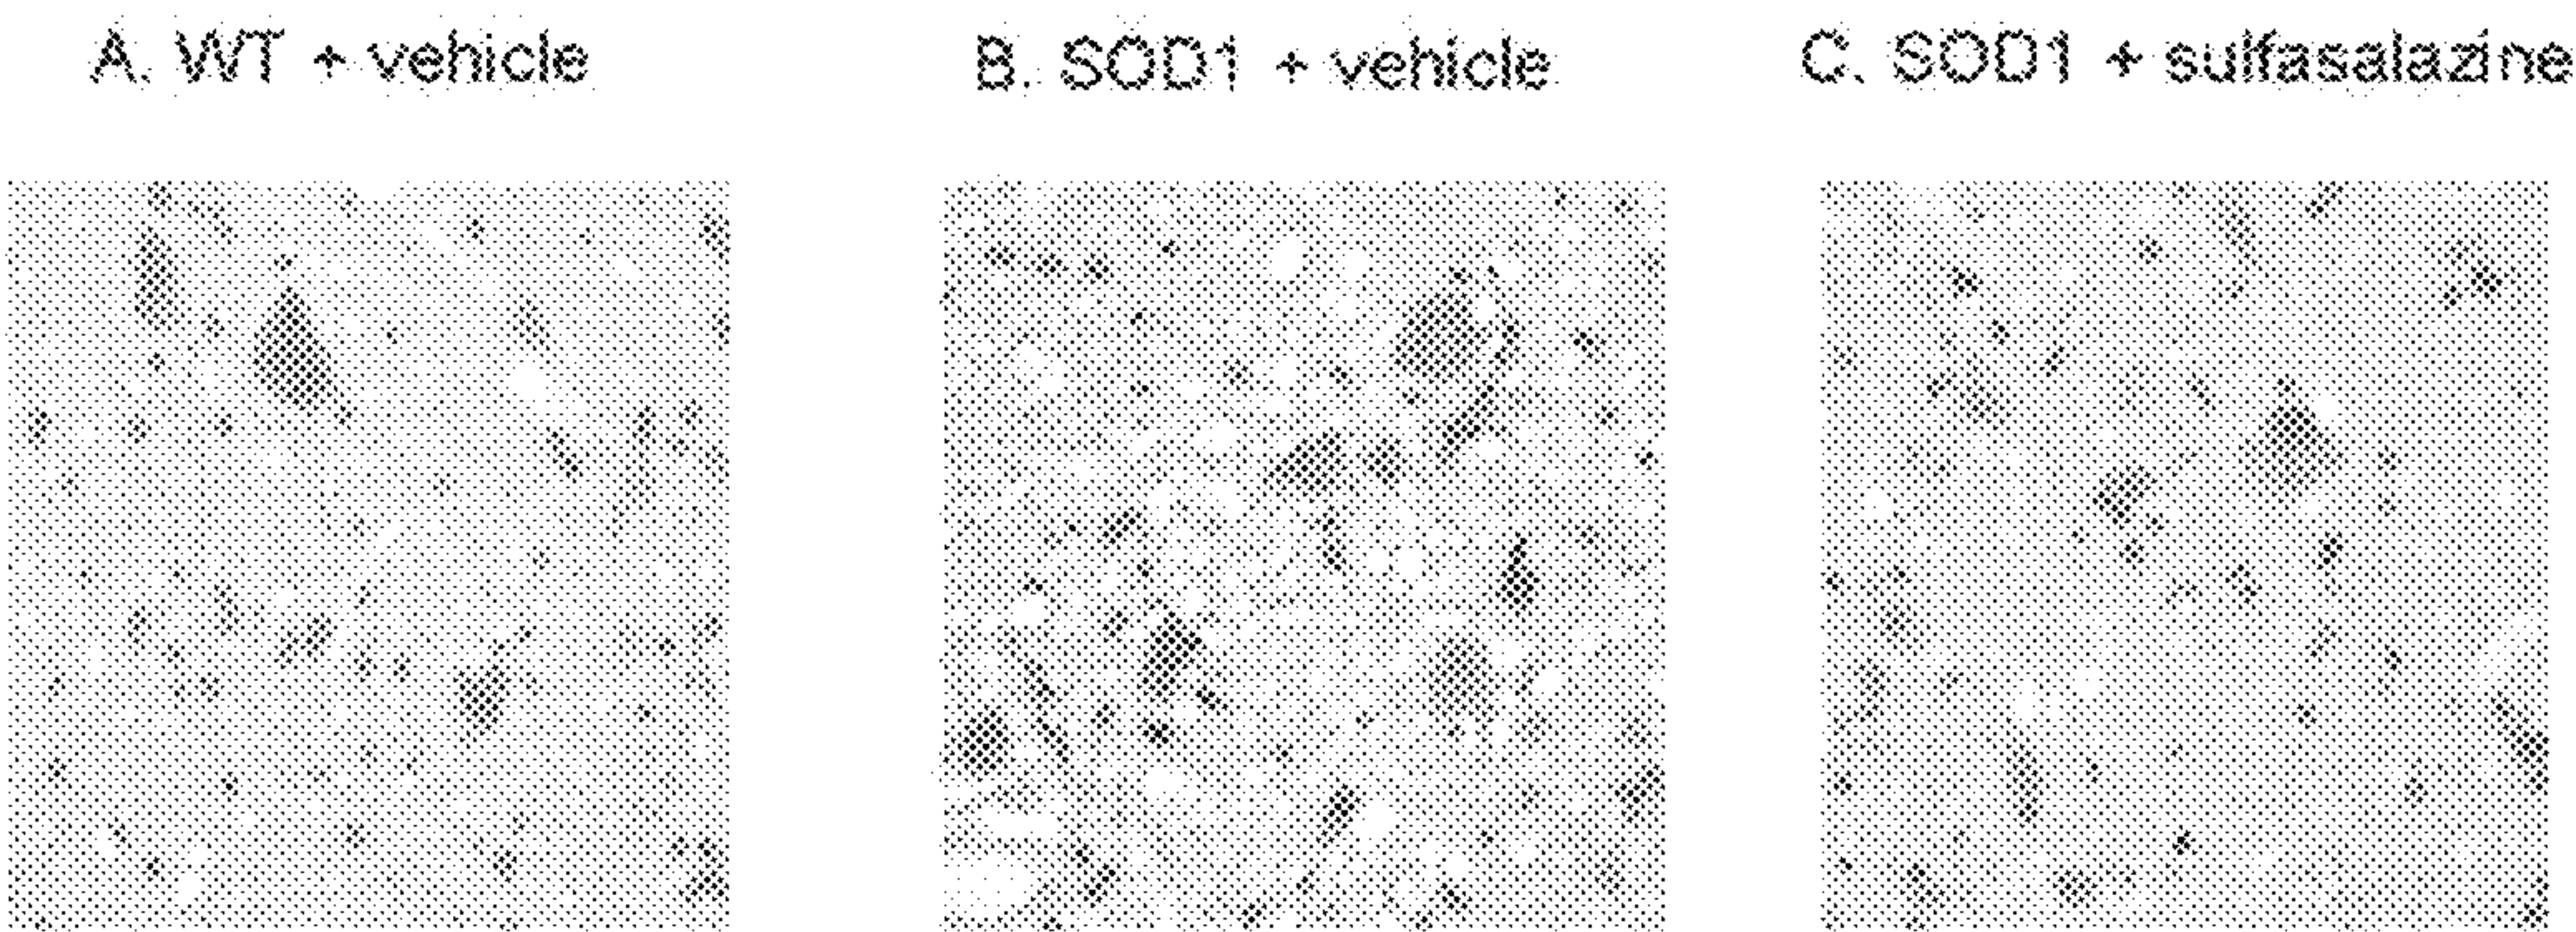 A. WT + vehicle
B. SOD1 + vehicle
C. SOD1 + sulfasalazine